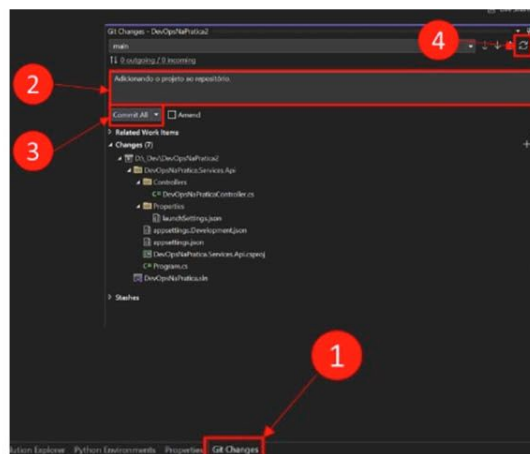 Git Changes - DevOpsNaPratica2
4
main
0 outgoing / 0 incoming
2
Adicionando o projeto ao repositório.
Commit All
Amend
3
Related Work Items
Changes (7)
D:\_Dev\DevOpsNaPratica2
DevOpsNaPratica.Services.Api
Controllers
C# DevOpsNaPraticaController.cs
Properties
launchSettings.json
appsettings.Development.json
appsettings.json
DevOpsNaPratica.Services.Api.csproj
C# Program.cs
DevOpsNaPratica.sln
Stashes
1
Explorer Python Environments Properties Git Changes